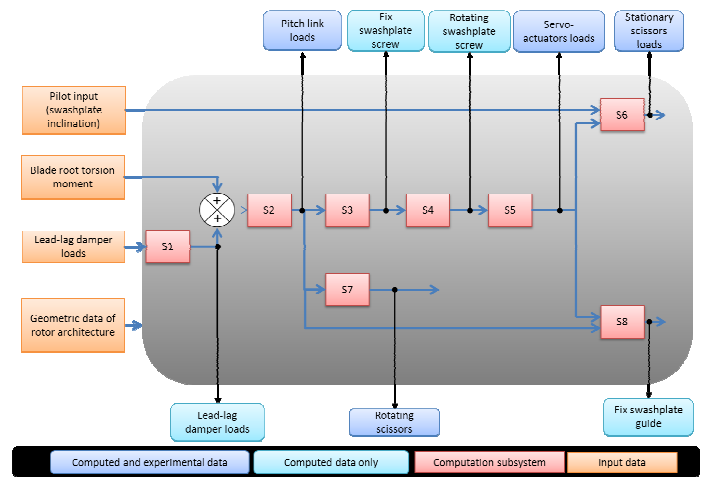 Pitch link
loads
Fix
swashplate
screw
Rotating
swashplate
screw
Servo-
actuators loads
Stationary
scissors
loads
Pilot input
(swashplate
inclination)
S6
Blade root torsion
moment
+
+
S2
S3
S4
S5
Lead-lag damper
loads
S1
S7
Geometric data of
rotor architecture
S8
Lead-lag
damper loads
Rotating
scissors
Fix swashplate
guide
Computed and experimental data
Computed data only
Computation subsystem
Input data